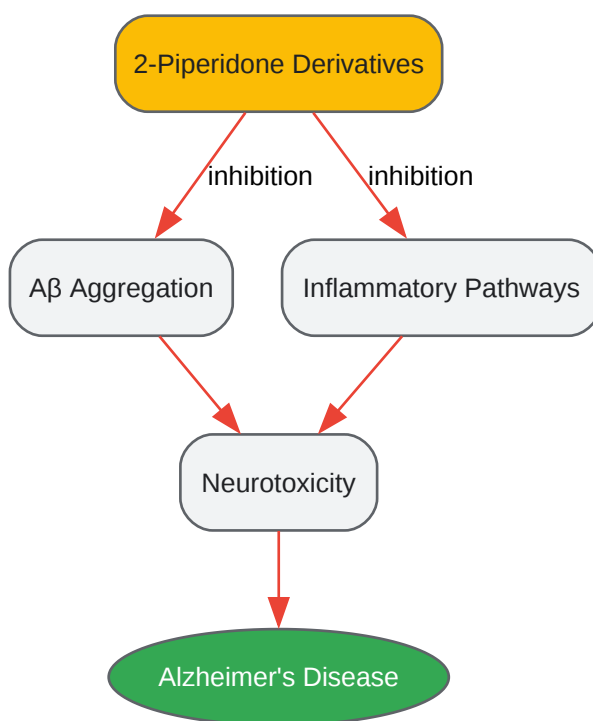 2-Piperidone Derivatives
inhibition
inhibition
Aβ Aggregation
Inflammatory Pathways
Neurotoxicity
Alzheimer's Disease